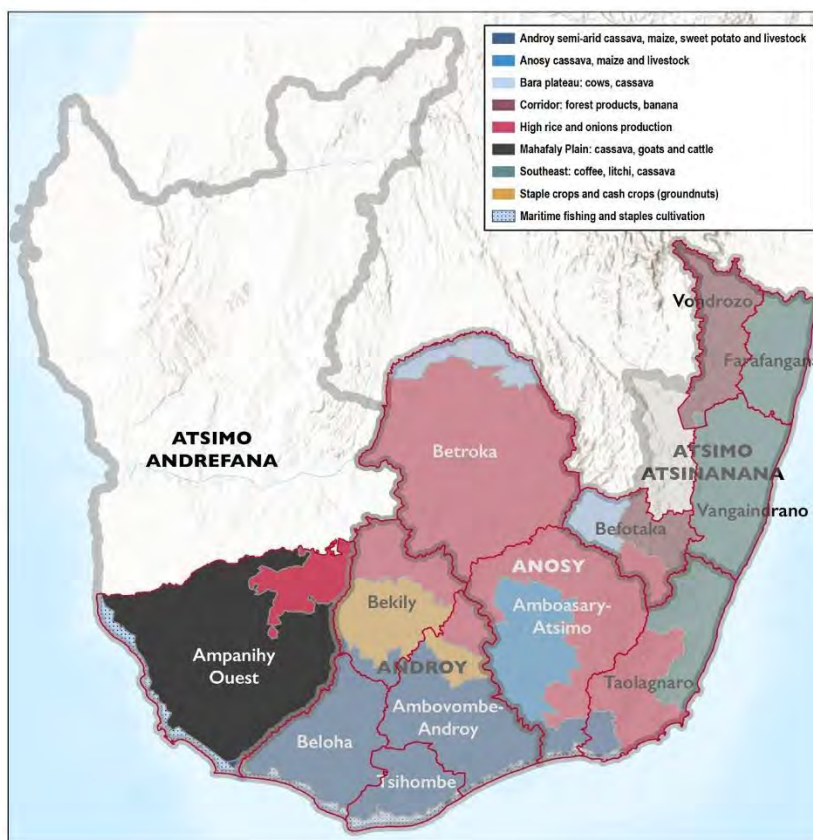 Androy semi-arid cassava, maize, sweet potato and livestock
Anosy cassava, maize and livestock
Bara plateau: cows, cassava
Corridor: forest products, banana
High rice and onions production
Mahafaly Plain: cassava, goats and cattle
Southeast: coffee, litchi, cassava
Staple crops and cash crops (groundnuts)
Maritime fishing and staples cultivation
Vondrozo
Farafangana
ATSIMO
ANDREFANA
Betroka
ATSIMO
ATSINANANA
Vangaindrano
Befotaka
ANOSY
Bekily
Amboasary-
Atsimo
Ampanihy
Ouest
ANDROY
Taolagnaro
Ambovombe-
Androy
Beloha
Tsihombe